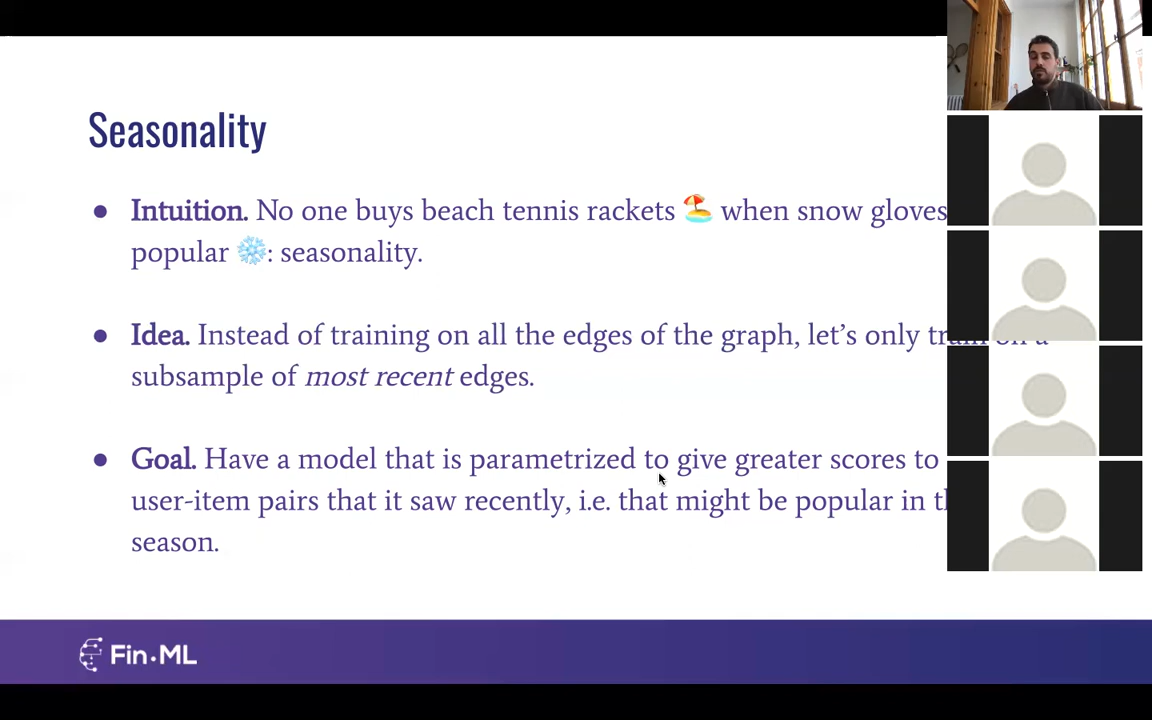 Seasonality
● Intuition. No one buys beach tennis rackets 🏖️ when snow gloves
popular ❄️: seasonality.
● Idea. Instead of training on all the edges of the graph, let’s only train on a
subsample of most recent edges.
● Goal. Have a model that is parametrized to give greater scores to
user-item pairs that it saw recently, i.e. that might be popular in
season.
Fin·ML